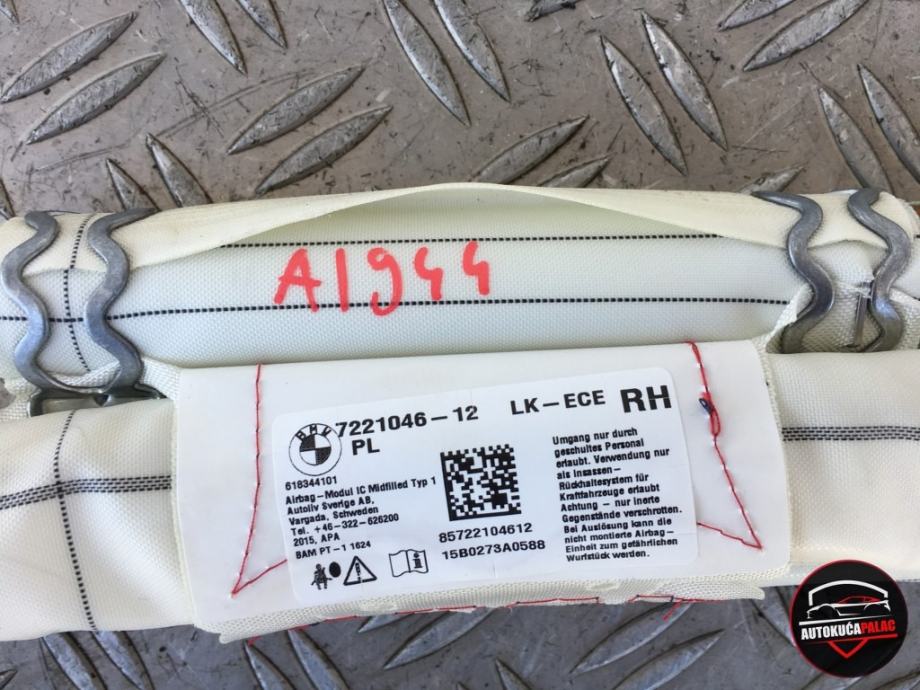 A1944
7221046-12 LK-ECE RH
BMW
PL
618344101
Airbag-Modul IC Midfilled Typ 1
Autoliv Sverige AB,
Vargada, Schweden
Tel. +46-322-626200
2015, APA
BAM PT-1 1624
85722104612
15B0273A0588
Umgang nur durch
geschultes Personal
erlaubt. Verwendung nur
als Insassen-
Rückhaltesystem für
Kraftfahrzeuge erlaubt
Achtung - nur inerte
Gegenstände verschrotten.
Bei Auslösung kann die
nicht montierte Airbag-
Einheit zum gefährlichen
Wurfstück werden.
AUTOKUĆA PALAC